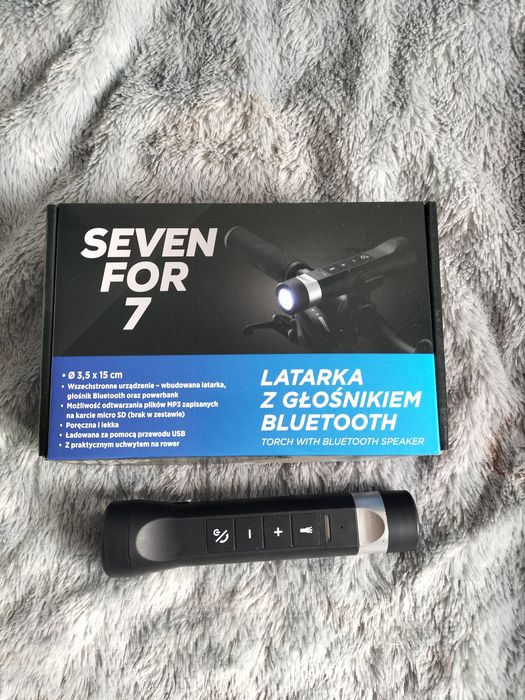 SEVEN
FOR
7
• Ø 3,5 x 15 cm
• Wszechstronne urządzenie – wbudowana latarka,
głośnik Bluetooth oraz powerbank
• Możliwość odtwarzania plików MP3 zapisanych
na karcie micro SD (brak w zestawie)
• Poręczna i lekka
• Ładowana za pomocą przewodu USB
• Z praktycznym uchwytem na rower
LATARKA
Z GŁOŚNIKIEM
BLUETOOTH
TORCH WITH BLUETOOTH SPEAKER